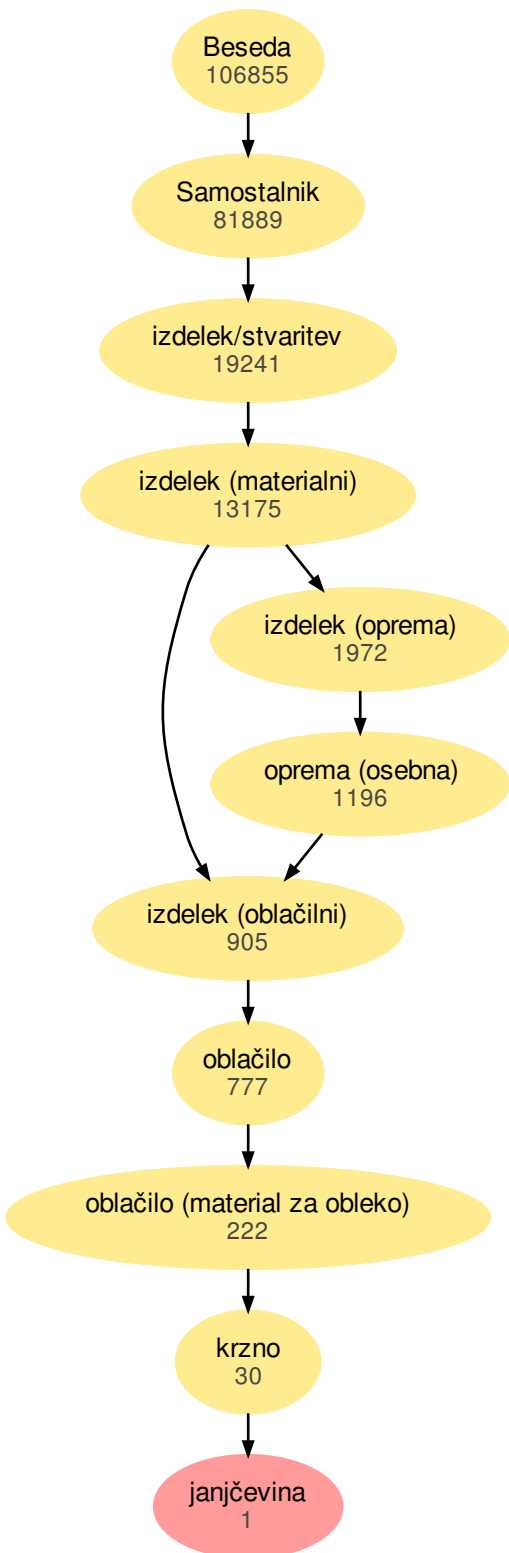 Beseda
106855
Samostalnik
81889
izdelek/stvaritev
19241
izdelek (materialni)
13175
izdelek (oprema)
1972
oprema (osebna)
1196
izdelek (oblačilni)
905
oblačilo
777
oblačilo (material za obleko)
222
krzno
30
janjčevina
1